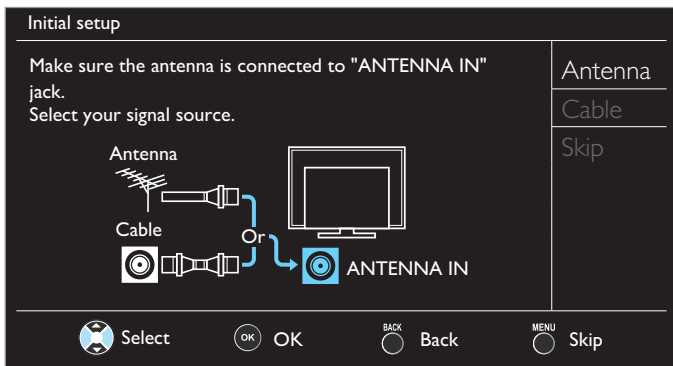 Initial setup
Make sure the antenna is connected to "ANTENNA IN"
jack.
Select your signal source.
Antenna
Cable
Skip
Antenna
Cable
Or
ANTENNA IN
Select
OK OK
BACK Back
MENU Skip